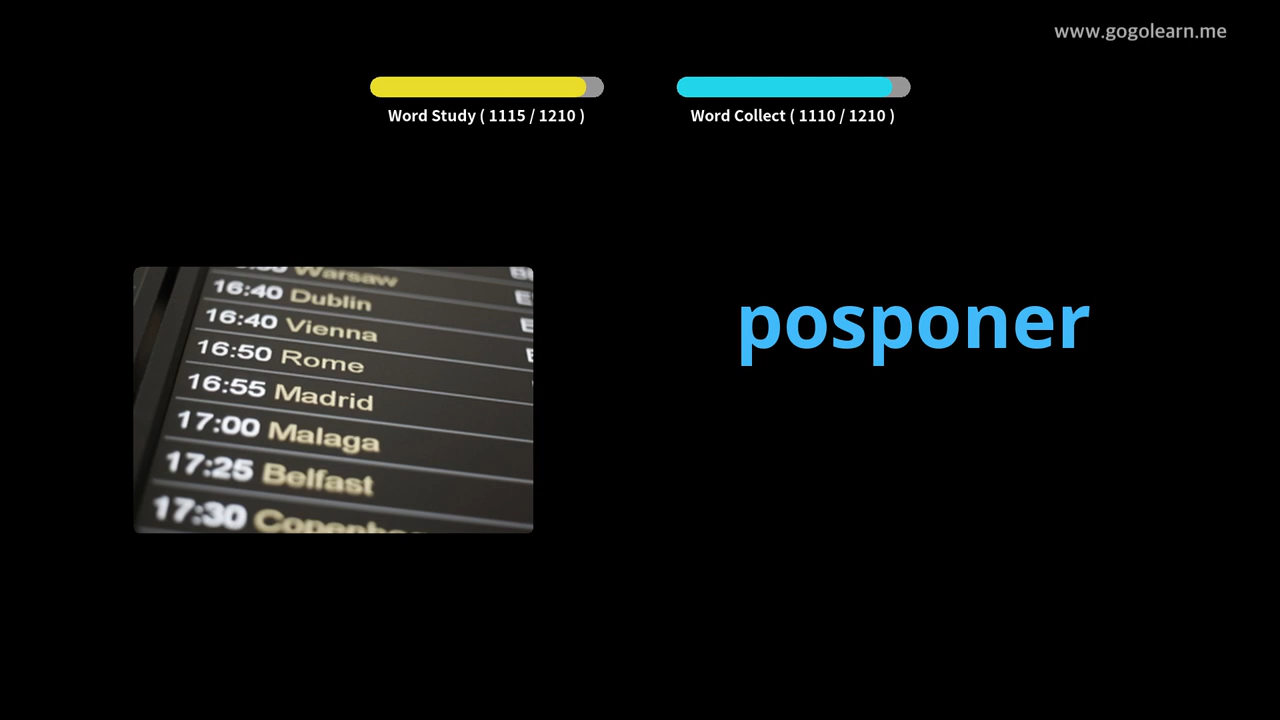 www.gogolearn.me
Word Study ( 1115 / 1210 )
Word Collect ( 1110 / 1210 )
Warsaw
16:40 Dublin
16:40 Vienna
16:50 Rome
16:55 Madrid
17:00 Malaga
17:25 Belfast
17:30
posponer